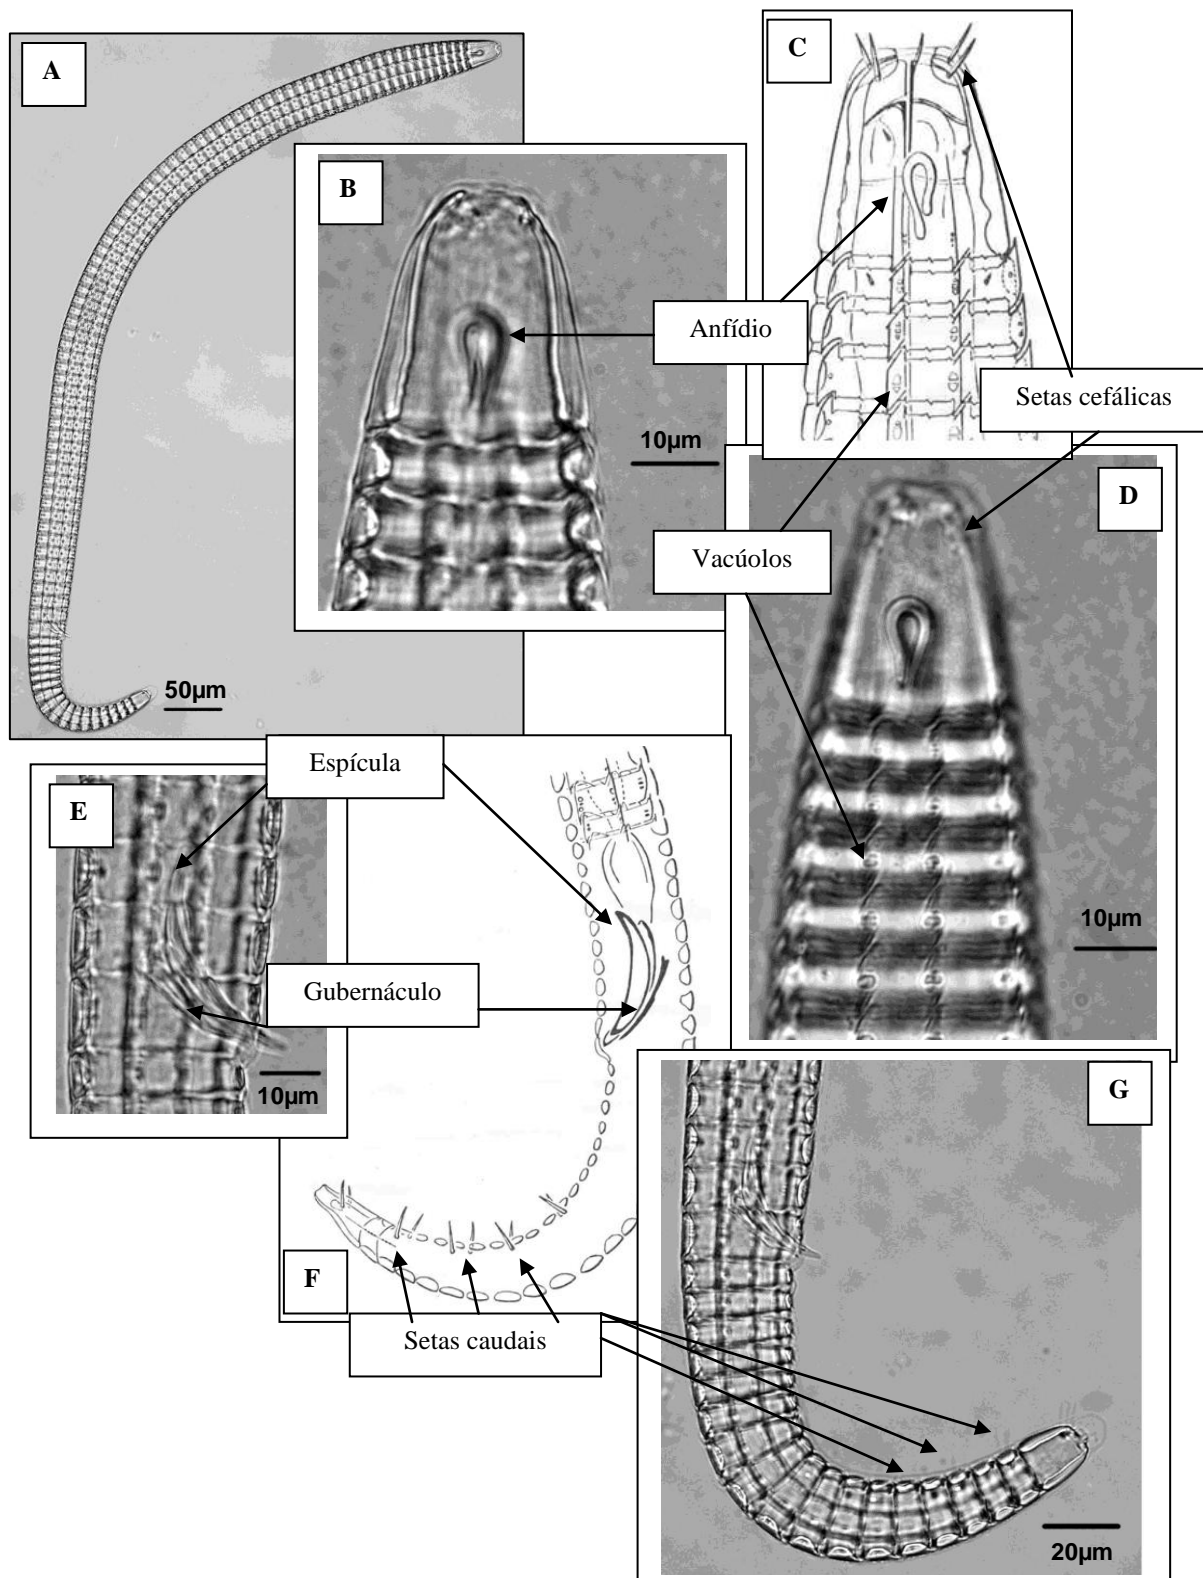 A
C
B
Anfídio
10µm
Setas cefálicas
D
Vacúolos
50µm
Espícula
E
10µm
Gubernáculo
10µm
G
F
Setas caudais
20µm